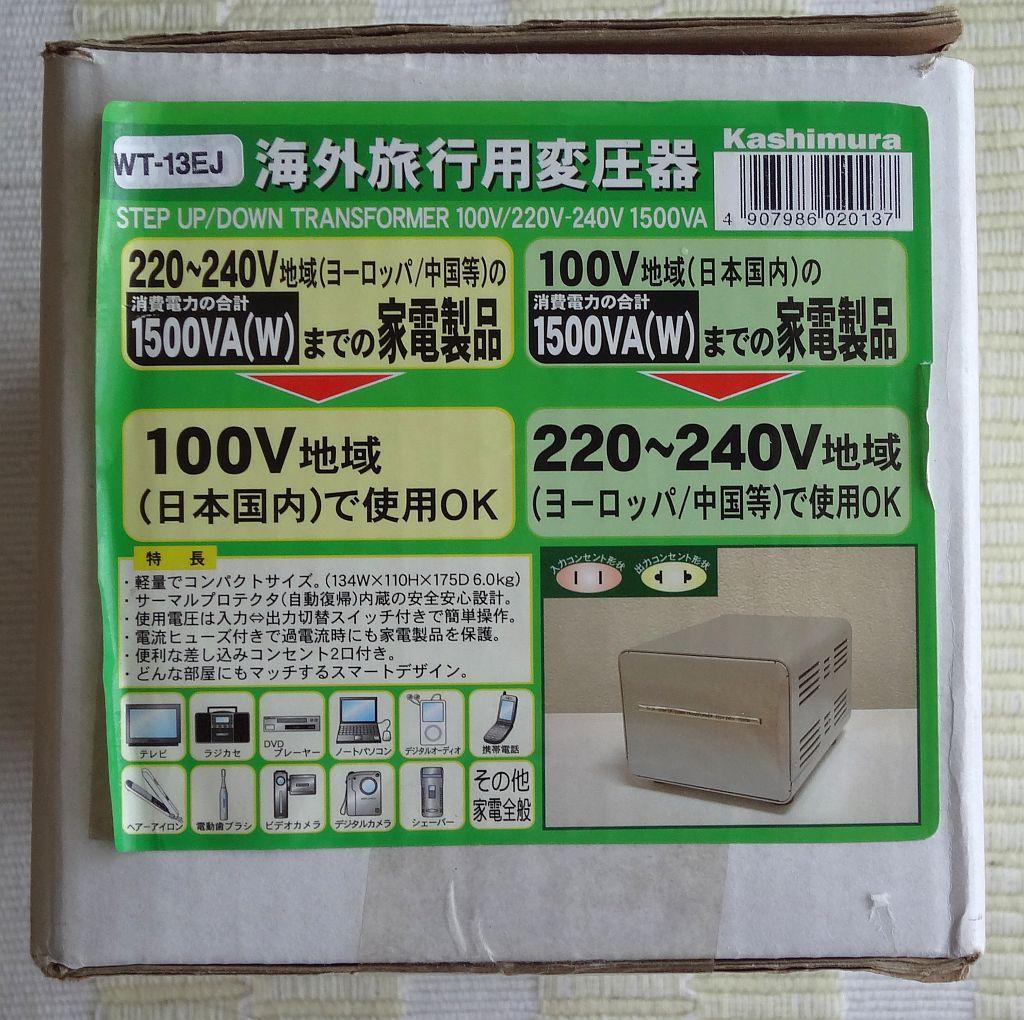 WT-13EJ
海外旅行用変圧器
Kashimura
STEP UP/DOWN TRANSFORMER 100V/220V-240V 1500VA
4 907986 020137
220~240V地域(ヨーロッパ/中国等)の
消費電力の合計
1500VA(W)までの家電製品
100V地域(日本国内)の
消費電力の合計
1500VA(W)までの家電製品
100V地域
(日本国内)で使用OK
220~240V地域
(ヨーロッパ/中国等)で使用OK
特 長
・軽量でコンパクトサイズ。(134W×110H×175D 6.0kg)
・サーマルプロテクタ(自動復帰)内蔵の安全安心設計。
・使用電圧は入力⇔出力切替スイッチ付きで簡単操作。
・電流ヒューズ付きで過電流時にも家電製品を保護。
・便利な差し込みコンセント2口付き。
・どんな部屋にもマッチするスマートデザイン。
入力コンセント形状
出力コンセント形状
テレビ
ラジカセ
DVD
プレーヤー
ノートパソコン
デジタルオーディオ
携帯電話
ヘアーアイロン
電動歯ブラシ
ビデオカメラ
デジタルカメラ
シェーバー
その他
家電全般